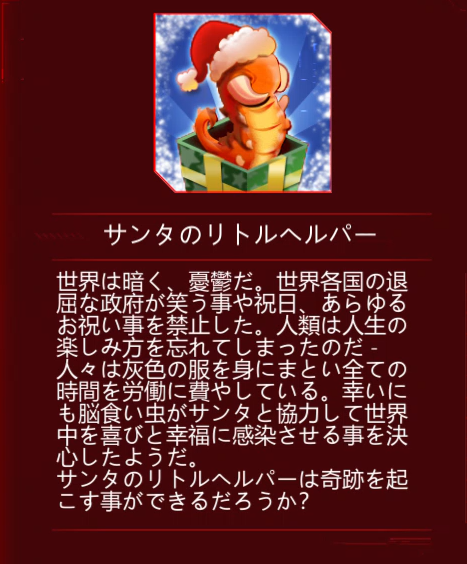 サンタのリトルヘルパー
世界は暗く、憂鬱だ。世界各国の退
屈な政府が笑う事や祝日、あらゆる
お祝い事を禁止した。人類は人生の
楽しみ方を忘れてしまったのだ -
人々は灰色の服を身にまとい全ての
時間を労働に費やしている。幸いに
も脳食い虫がサンタと協力して世界
中を喜びと幸福に感染させる事を決
心したようだ。
サンタのリトルヘルパーは奇跡を起
こす事ができるだろうか?